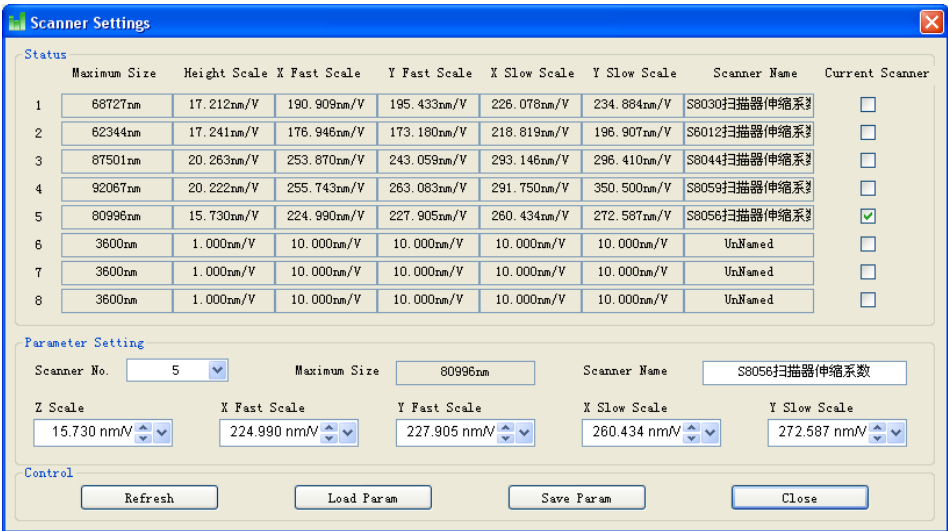 Scanner Settings
Status
Maximum Size Height Scale X Fast Scale Y Fast Scale X Slow Scale Y Slow Scale Scanner Name Current Scanner
1 68727nm 17.212nm/V 190.909nm/V 195.433nm/V 226.078nm/V 234.884nm/V S8030扫描器伸缩系
2 62344nm 17.241nm/V 176.946nm/V 173.180nm/V 218.819nm/V 196.907nm/V S6012扫描器伸缩系
3 87501nm 20.263nm/V 253.870nm/V 243.059nm/V 293.146nm/V 296.410nm/V S8044扫描器伸缩系
4 92067nm 20.222nm/V 255.743nm/V 263.083nm/V 291.750nm/V 350.500nm/V S8059扫描器伸缩系
5 80996nm 15.730nm/V 224.990nm/V 227.905nm/V 260.434nm/V 272.587nm/V S8056扫描器伸缩系
6 3600nm 1.000nm/V 10.000nm/V 10.000nm/V 10.000nm/V 10.000nm/V UnNamed
7 3600nm 1.000nm/V 10.000nm/V 10.000nm/V 10.000nm/V 10.000nm/V UnNamed
8 3600nm 1.000nm/V 10.000nm/V 10.000nm/V 10.000nm/V 10.000nm/V UnNamed
Parameter Setting
Scanner No. 5 Maximum Size 80996nm Scanner Name S8056扫描器伸缩系数
Z Scale X Fast Scale Y Fast Scale X Slow Scale Y Slow Scale
15.730 nm/V 224.990 nm/V 227.905 nm/V 260.434 nm/V 272.587 nm/V
Control
Refresh Load Param Save Param Close